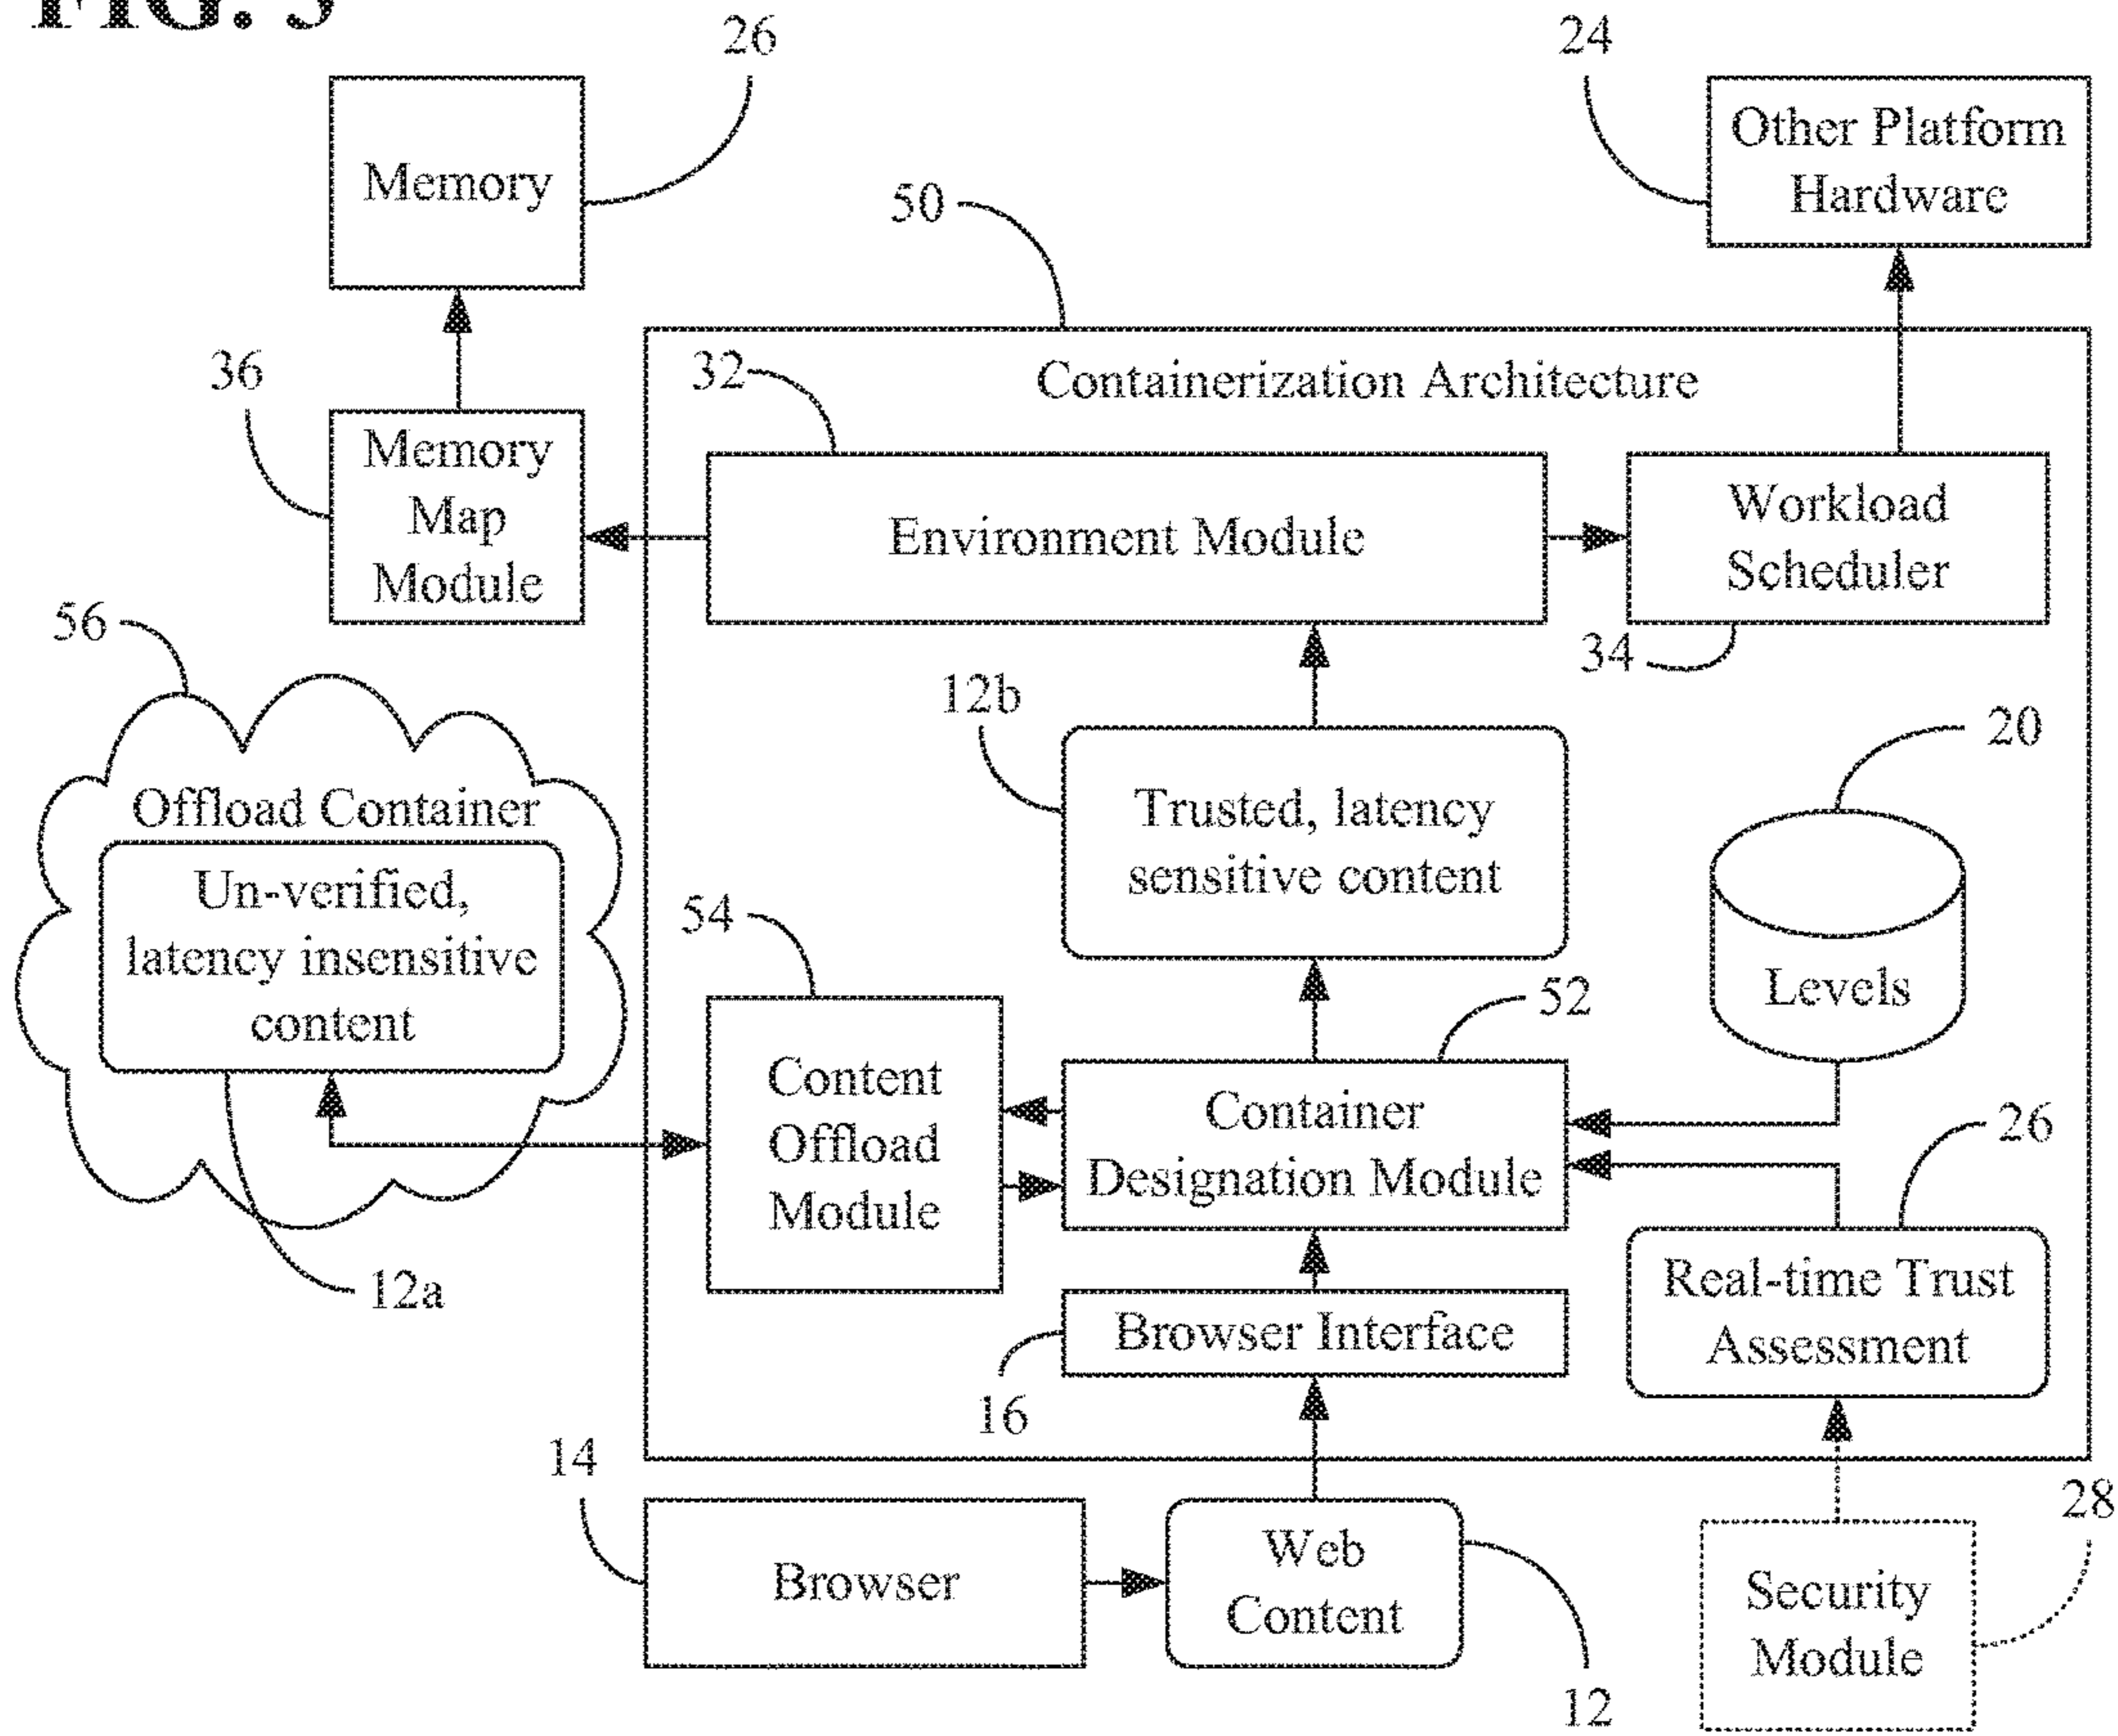 FIG. 3
26
24
Memory
Other Platform
Hardware
50
36
32
Containerization Architecture
Memory
Map
Module
Environment Module
Workload
Scheduler
56
34
12b
20
Offload Container
Un-verified,
latency insensitive
content
Trusted, latency
sensitive content
54
Levels
52
Content
Offload
Module
Container
Designation Module
26
12a
Browser Interface
Real-time Trust
Assessment
16
14
28
Browser
Web
Content
Security
Module
12